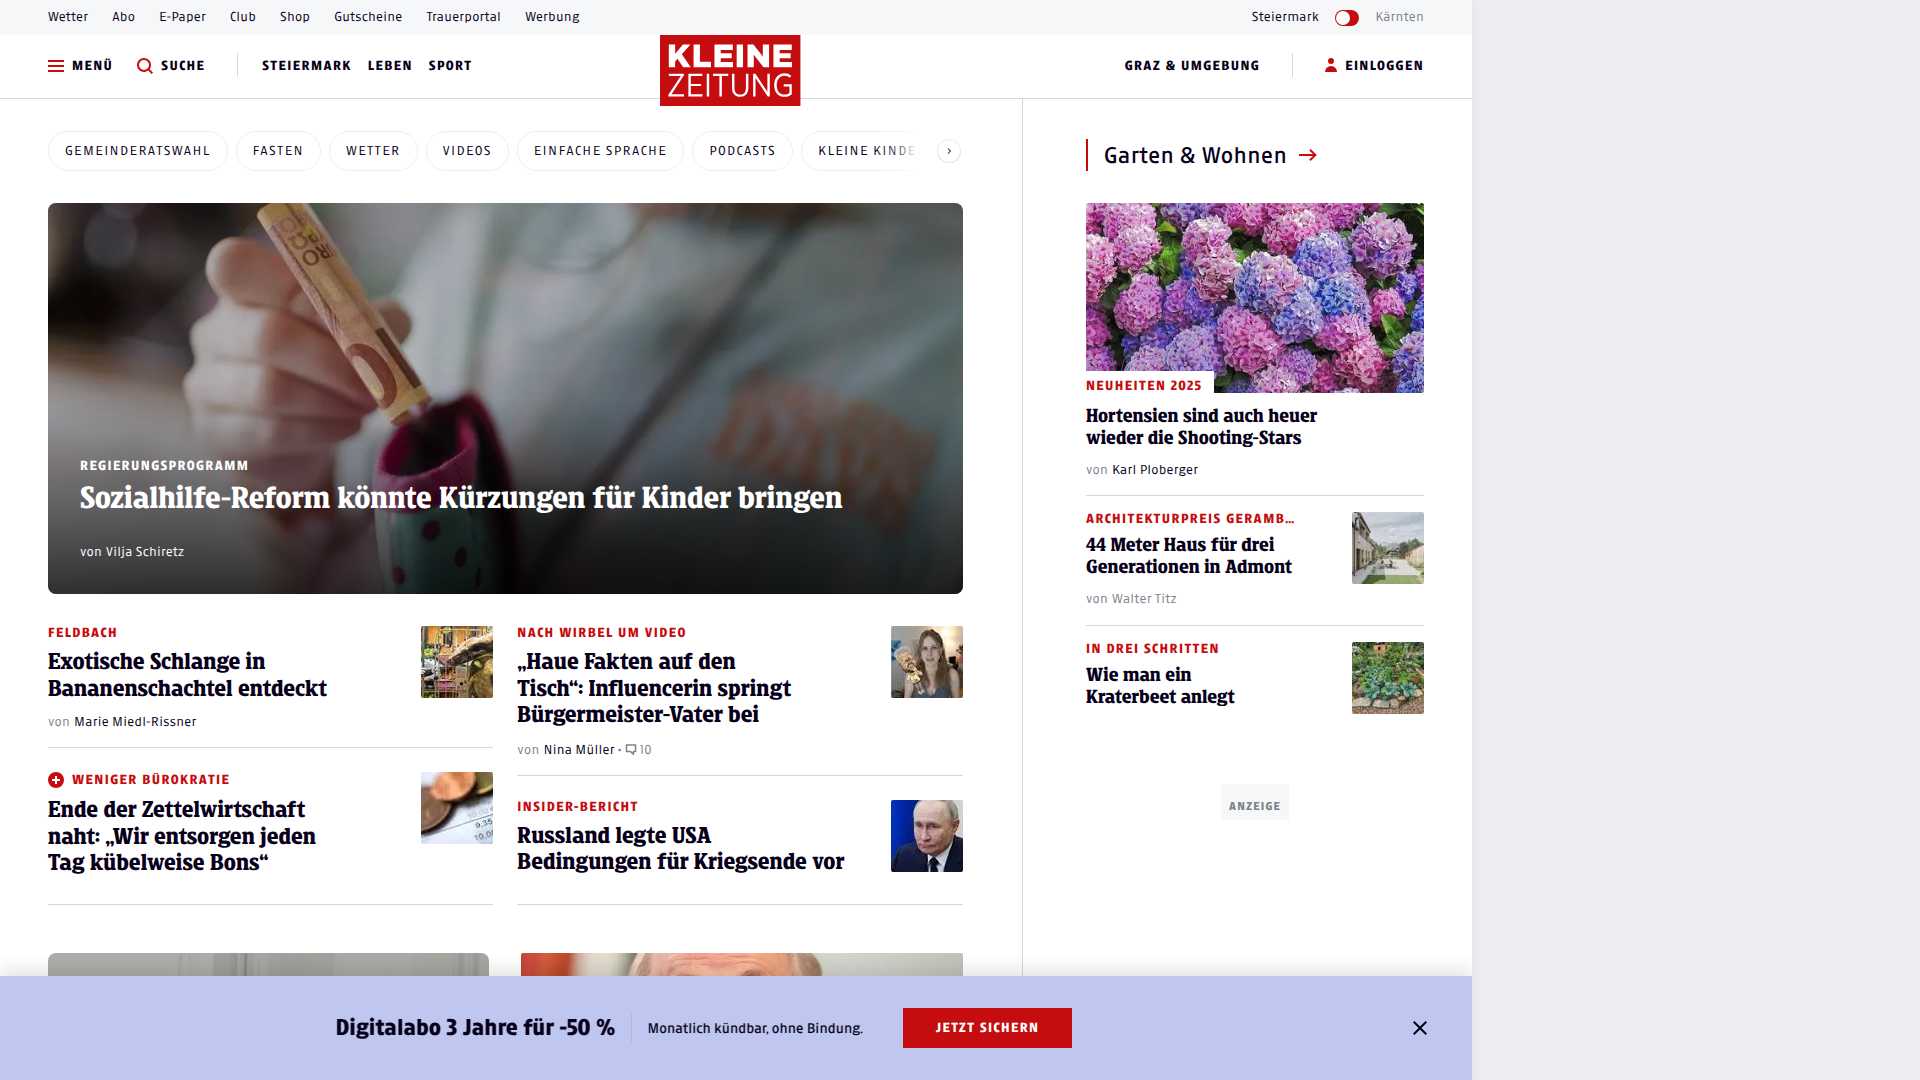 Wetter Abo E-Paper Club Shop Gutscheine Trauerportal Werbung Steiermark Kärnten
MENÜ SUCHE STEIERMARK LEBEN SPORT KLEINE ZEITUNG GRAZ & UMGEBUNG EINLOGGEN
GEMEINDERATSWAHL FASTEN WETTER VIDEOS EINFACHE SPRACHE PODCASTS KLEINE KINDE
REGIERUNGSPROGRAMM
Sozialhilfe-Reform könnte Kürzungen für Kinder bringen
von Vilja Schiretz
FELDBACH
Exotische Schlange in
Bananenschachtel entdeckt
von Marie Miedl-Rissner
WENIGER BÜROKRATIE
Ende der Zettelwirtschaft
naht: „Wir entsorgen jeden
Tag kübelweise Bons“
NACH WIRBEL UM VIDEO
„Haue Fakten auf den
Tisch“: Influencerin springt
Bürgermeister-Vater bei
von Nina Müller • 10
INSIDER-BERICHT
Russland legte USA
Bedingungen für Kriegsende vor
Garten & Wohnen
NEUHEITEN 2025
Hortensien sind auch heuer
wieder die Shooting-Stars
von Karl Ploberger
ARCHITEKTURPREIS GERAMB…
44 Meter Haus für drei
Generationen in Admont
von Walter Titz
IN DREI SCHRITTEN
Wie man ein
Kraterbeet anlegt
ANZEIGE
Digitalabo 3 Jahre für -50 % Monatlich kündbar, ohne Bindung. JETZT SICHERN